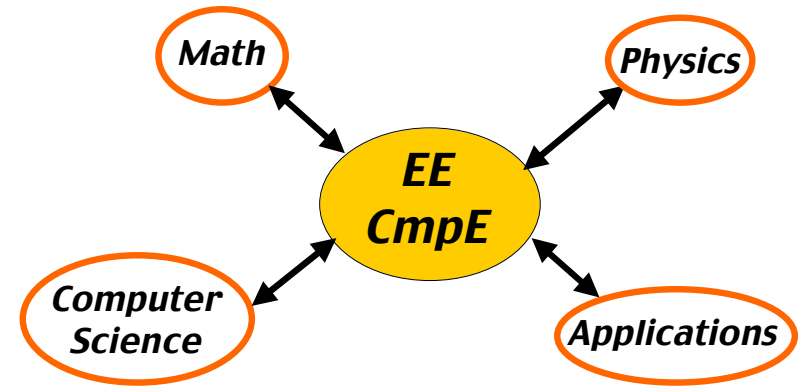 Math
Physics
EE
CmpE
Computer
Science
Applications